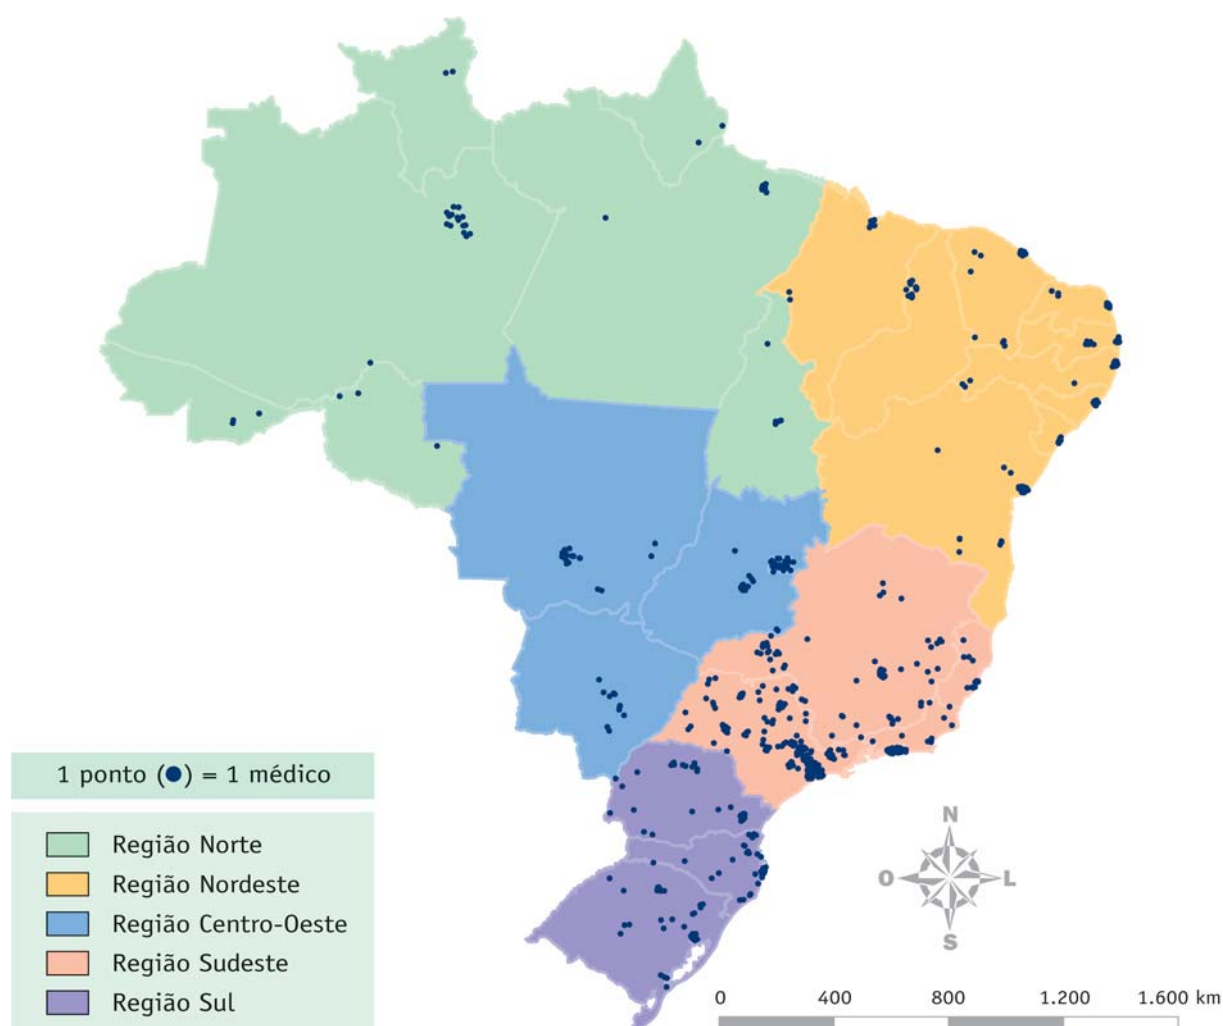 1 ponto (●) = 1 médico
Região Norte
Região Nordeste
Região Centro-Oeste
Região Sudeste
Região Sul
N
O L
S
0 400 800 1.200 1.600 km